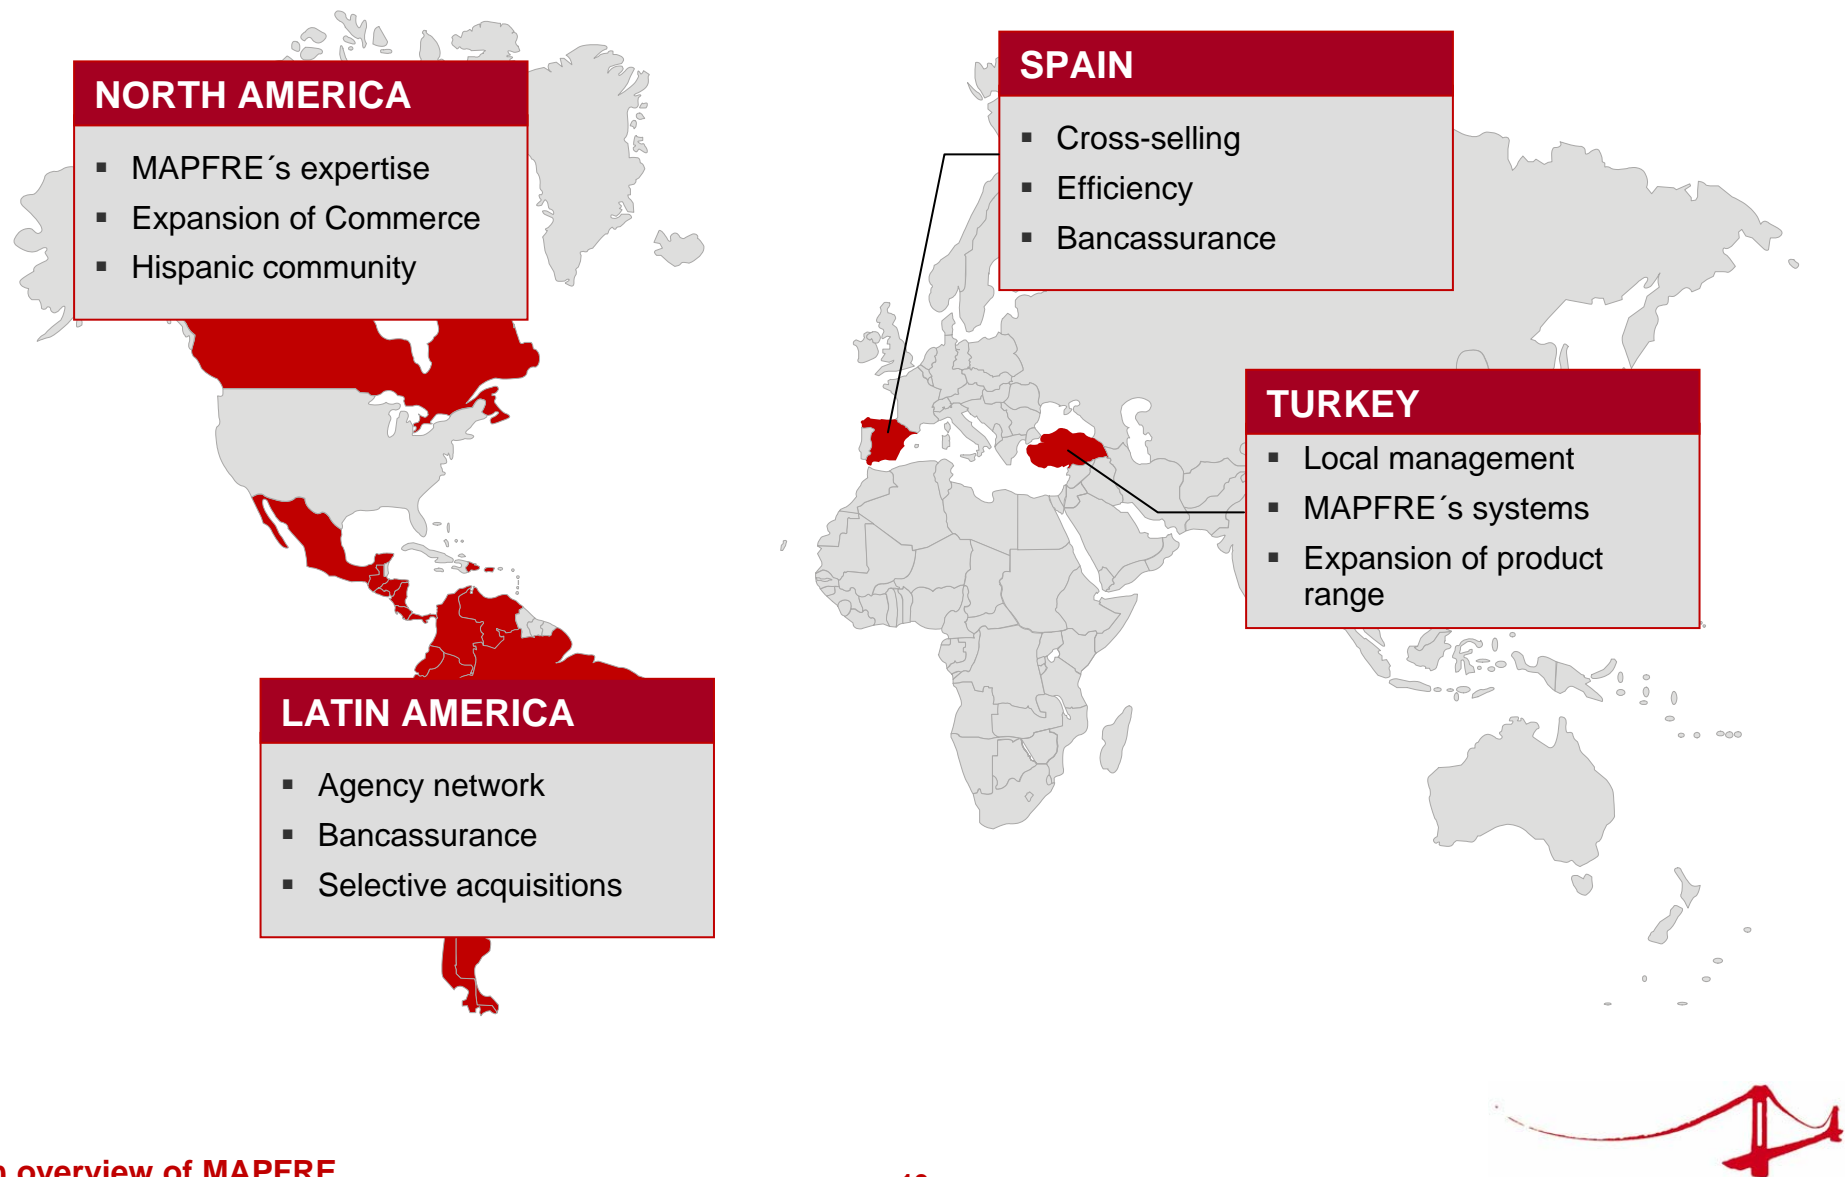 NORTH AMERICA
▪ MAPFRE´s expertise
▪ Expansion of Commerce
▪ Hispanic community
SPAIN
▪ Cross-selling
▪ Efficiency
▪ Bancassurance
TURKEY
▪ Local management
▪ MAPFRE´s systems
▪ Expansion of product
range
LATIN AMERICA
▪ Agency network
▪ Bancassurance
▪ Selective acquisitions
overview of MAPFRE